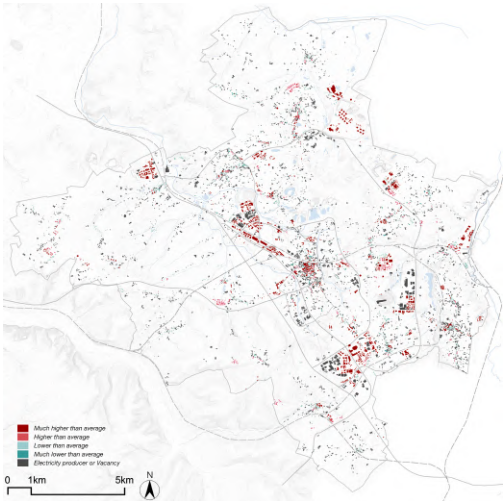 Much higher than average
Higher than average
Lower than average
Much lower than average
Electricity producer or Vacancy
0 1km 5km
N